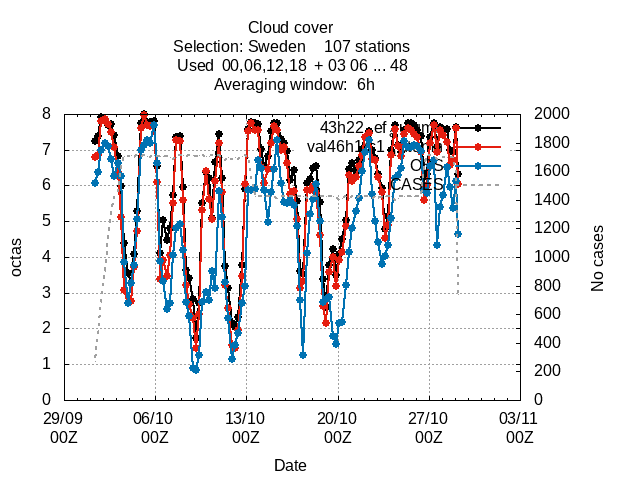 Cloud cover
Selection: Sweden 107 stations
Used 00,06,12,18 + 03 06 ... 48
Averaging window: 6h
8 2000
7 1800
6 1600
5 1400
4 1200
3 1000
2 800
1 600
0 400
200
0
octas
No cases
OBS
CASES
29/09 06/10 13/10 20/10 27/10 03/11
00Z 00Z 00Z 00Z 00Z 00Z
Date